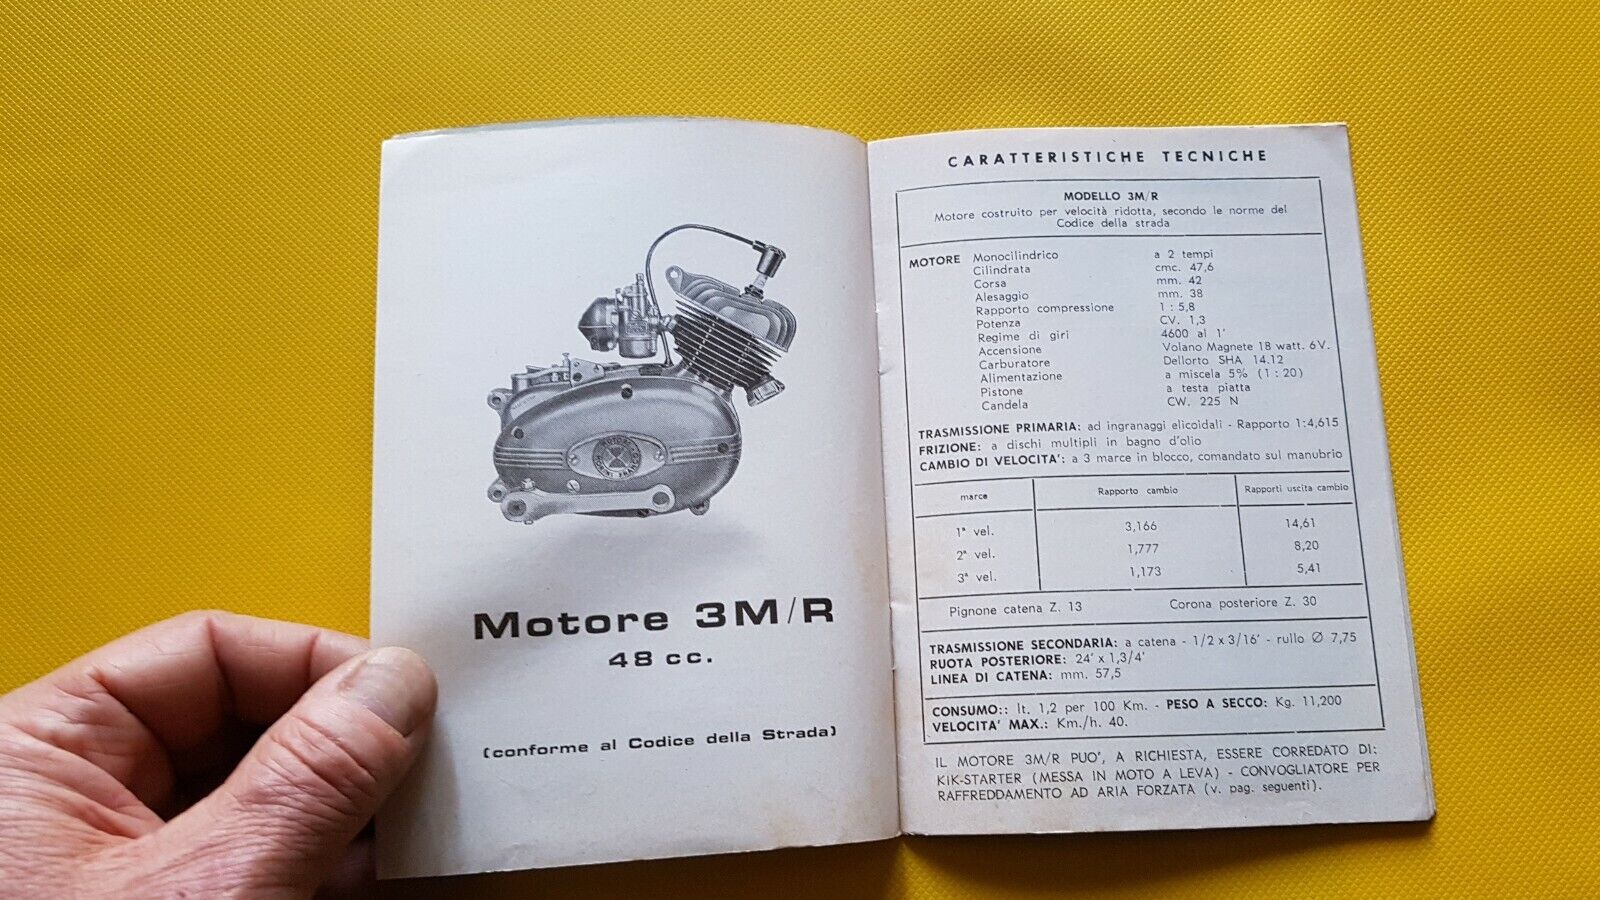 MOTORI
MORINI FRANCO
Motore 3M/R
48 cc.
(conforme al Codice della Strada)
CARATTERISTICHE TECNICHE
MODELLO 3M/R
Motore costruito per velocità ridotta, secondo le norme del
Codice della strada
MOTORE Monocilindrico a 2 tempi
Cilindrata cmc. 47,6
Corsa mm. 42
Alesaggio mm. 38
Rapporto compressione 1 : 5,8
Potenza CV. 1,3
Regime di giri 4600 al 1'
Accensione Volano Magnete 18 watt. 6V.
Carburatore Dellorto SHA 14.12
Alimentazione a miscela 5% (1 : 20)
Pistone a testa piatta
Candela CW. 225 N
TRASMISSIONE PRIMARIA: ad ingranaggi elicoidali - Rapporto 1:4,615
FRIZIONE: a dischi multipli in bagno d'olio
CAMBIO DI VELOCITA': a 3 marce in blocco, comandato sul manubrio
marce Rapporto cambio Rapporti uscita cambio
1ª vel. 3,166 14,61
2ª vel. 1,777 8,20
3ª vel. 1,173 5,41
Pignone catena Z. 13 Corona posteriore Z. 30
TRASMISSIONE SECONDARIA: a catena - 1/2 x 3/16' - rullo Ø 7,75
RUOTA POSTERIORE: 24' x 1,3/4'
LINEA DI CATENA: mm. 57,5
CONSUMO:: lt. 1,2 per 100 Km. - PESO A SECCO: Kg. 11,200
VELOCITA' MAX.: Km./h. 40.
IL MOTORE 3M/R PUO', A RICHIESTA, ESSERE CORREDATO DI:
KIK-STARTER (MESSA IN MOTO A LEVA) - CONVOGLIATORE PER
RAFFREDDAMENTO AD ARIA FORZATA (v. pag. seguenti).